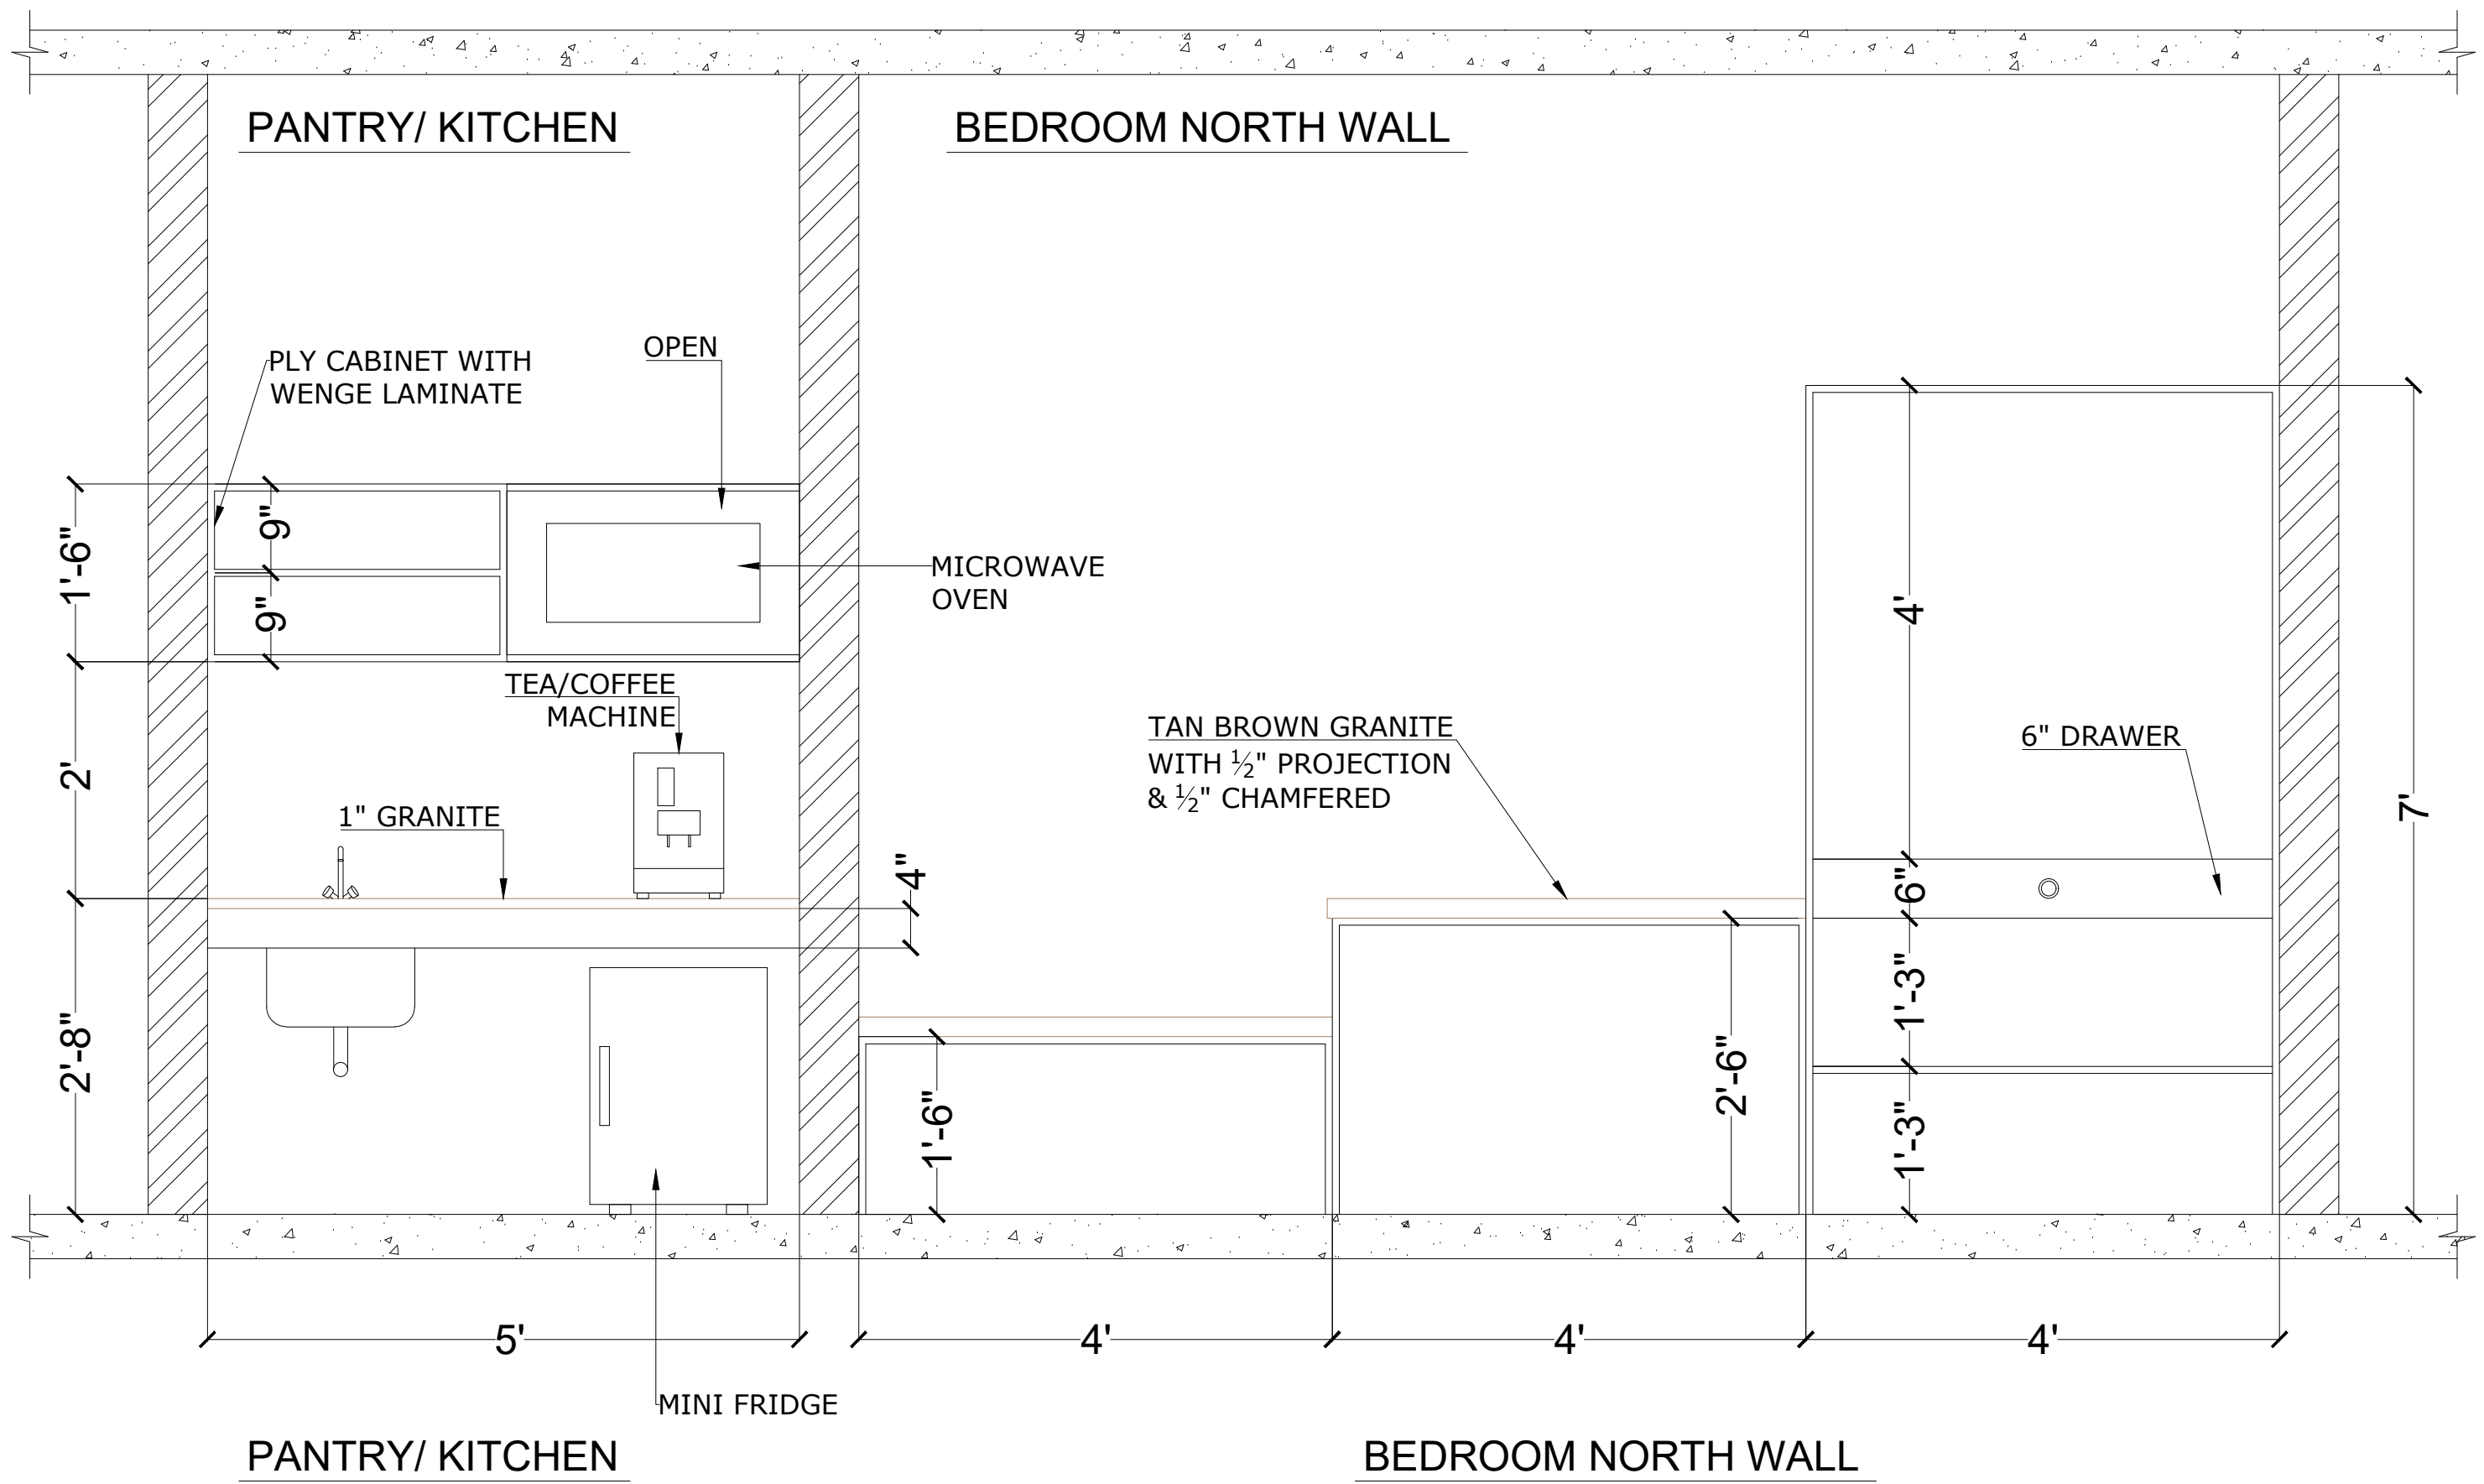 PANTRY/ KITCHEN
BEDROOM NORTH WALL
PLY CABINET WITH
WENGE LAMINATE
OPEN
1'-6"
9"
9"
MICROWAVE
OVEN
TEA/COFFEE
MACHINE
2'
1" GRANITE
4"
2'-8"
MINI FRIDGE
TAN BROWN GRANITE
WITH ½" PROJECTION
& ½" CHAMFERED
6" DRAWER
1'-6"
2'-6"
4'
6"
1'-3"
1'-3"
7'
5'
4'
4'
4'
PANTRY/ KITCHEN
BEDROOM NORTH WALL